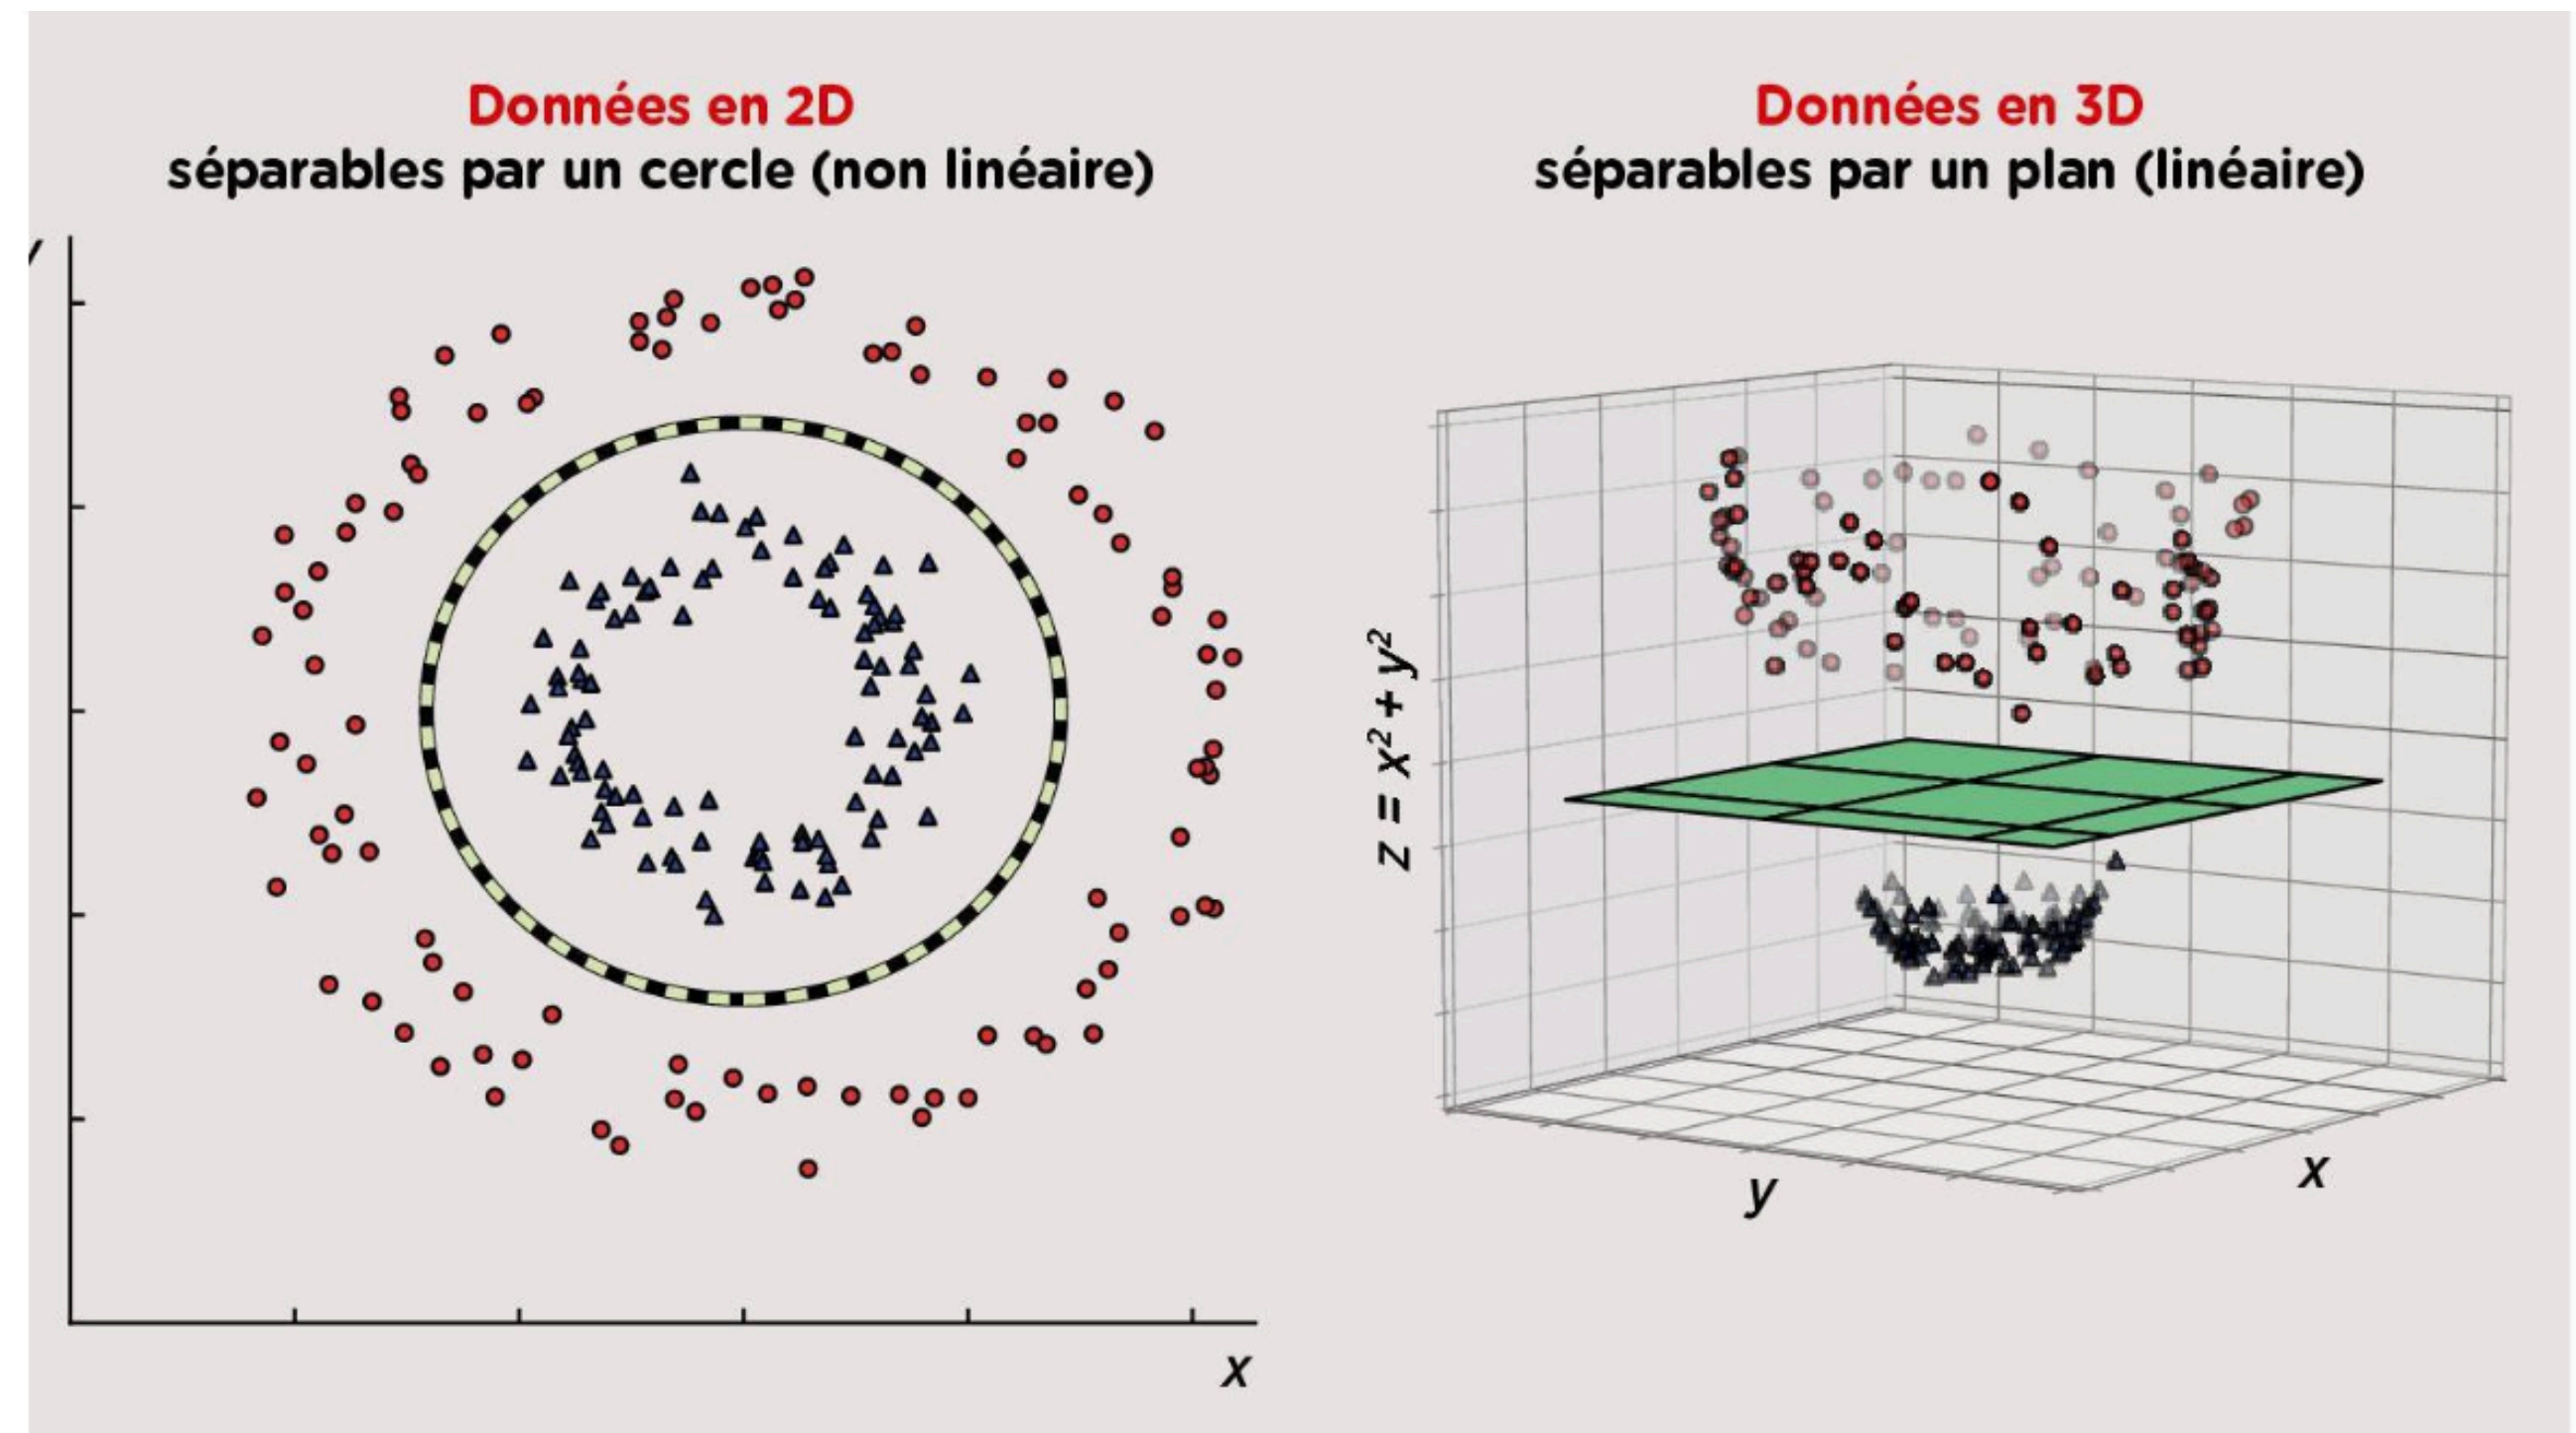 Données en 2D
séparables par un cercle (non linéaire)
x
Données en 3D
séparables par un plan (linéaire)
z = x² + y²
y
x